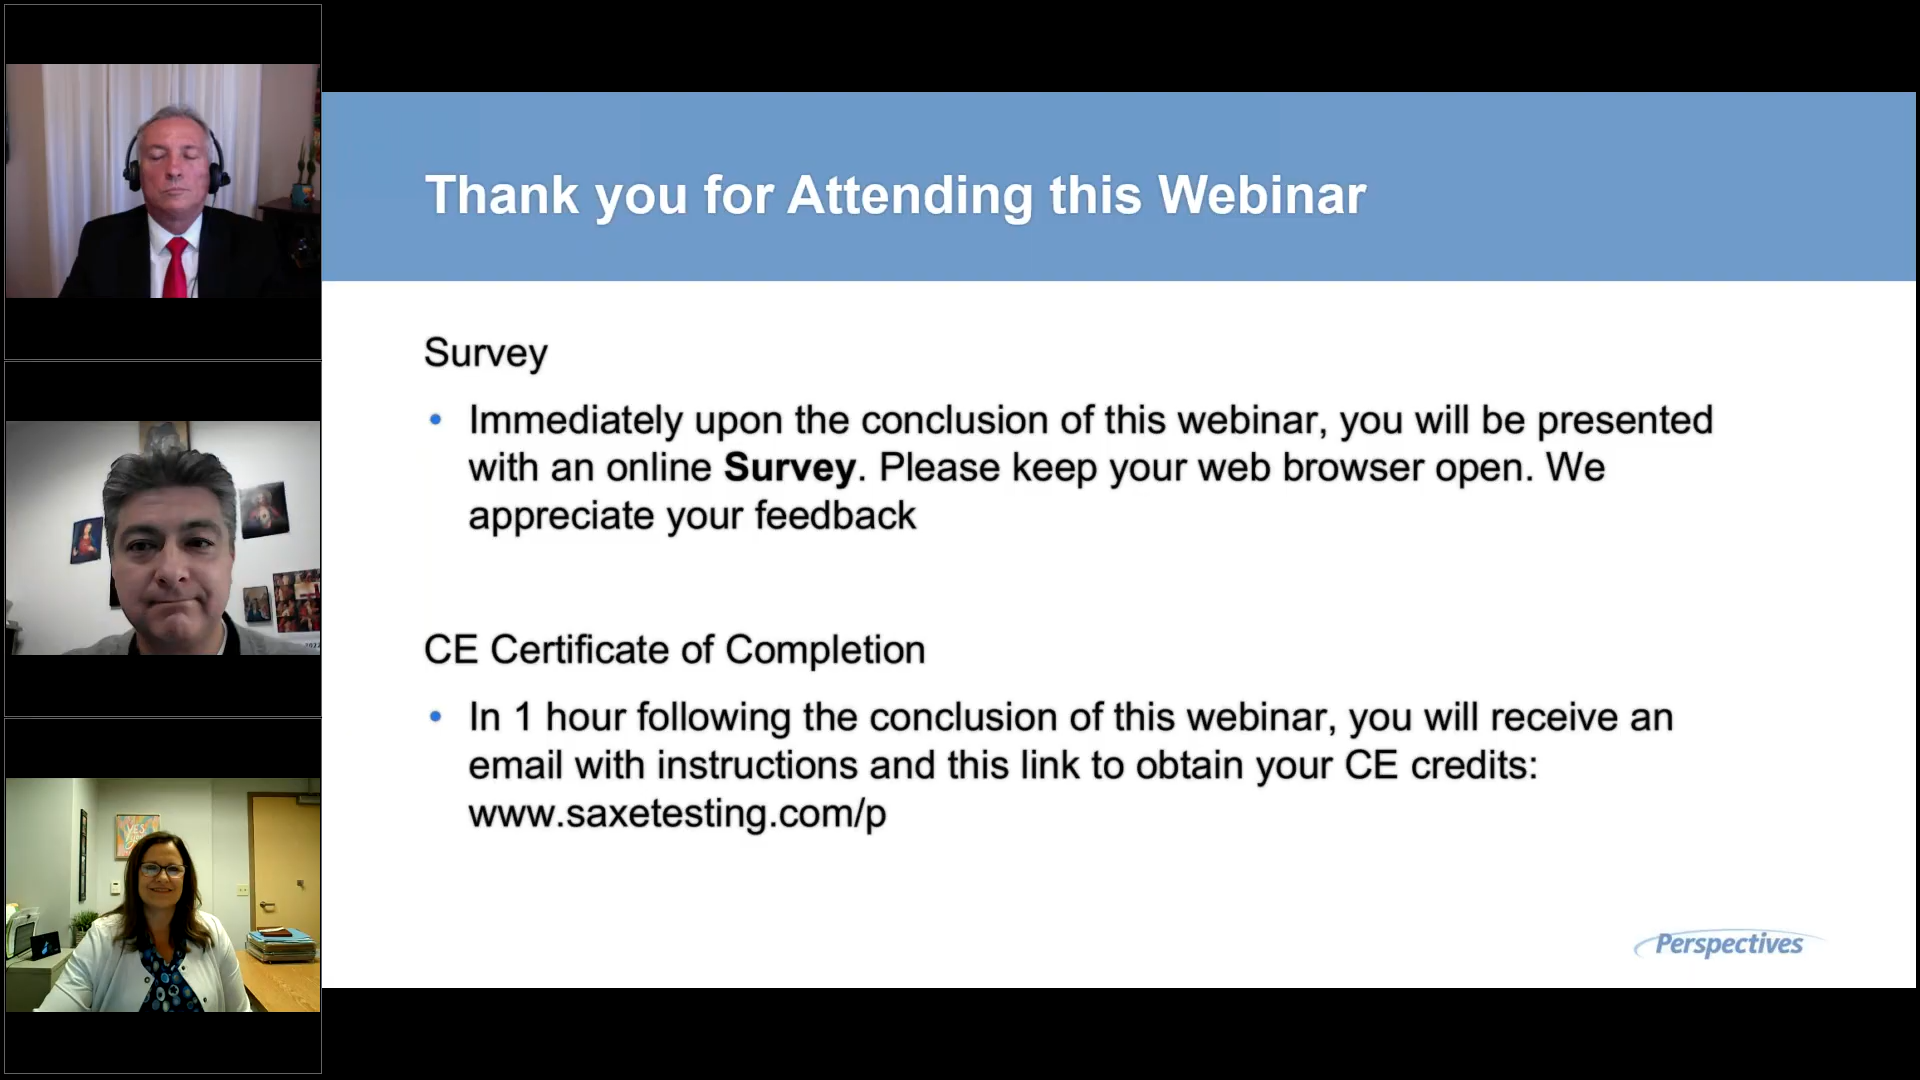 Thank you for Attending this Webinar
Survey
• Immediately upon the conclusion of this webinar, you will be presented
with an online Survey. Please keep your web browser open. We
appreciate your feedback
CE Certificate of Completion
• In 1 hour following the conclusion of this webinar, you will receive an
email with instructions and this link to obtain your CE credits:
www.saxetesting.com/p
Perspectives
YES